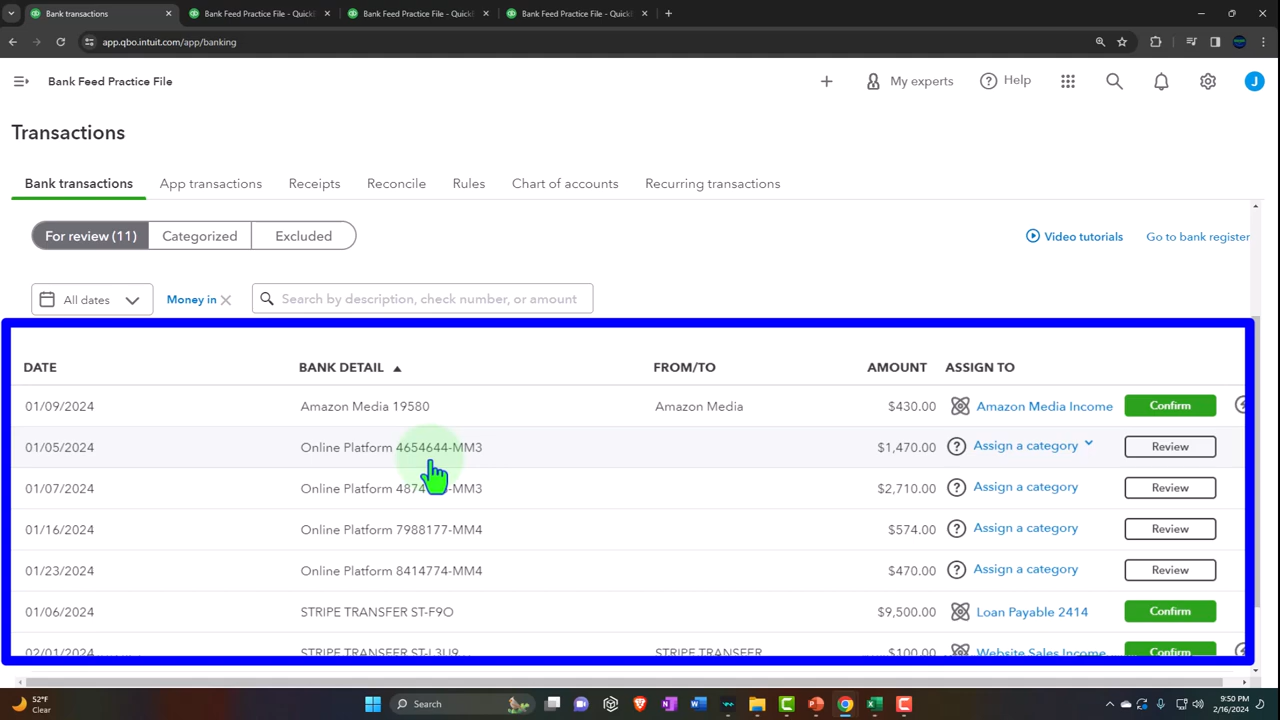 Bank transactions
Bank Feed Practice File - Quick
Bank Feed Practice File - Quick
Bank Feed Practice File - Quick
app.qbo.intuit.com/app/banking
Bank Feed Practice File
My experts
Help
J
Transactions
Bank transactions App transactions Receipts Reconcile Rules Chart of accounts Recurring transactions
For review (11) Categorized Excluded
Video tutorials Go to bank register
All dates Money in Search by description, check number, or amount
DATE BANK DETAIL FROM/TO AMOUNT ASSIGN TO
01/09/2024 Amazon Media 19580 Amazon Media $430.00 Amazon Media Income Confirm
01/05/2024 Online Platform 4654644-MM3 $1,470.00 Assign a category Review
01/07/2024 Online Platform -MM3 $2,710.00 Assign a category Review
01/16/2024 Online Platform 7988177-MM4 $574.00 Assign a category Review
01/23/2024 Online Platform 8414774-MM4 $470.00 Assign a category Review
01/06/2024 STRIPE TRANSFER ST-F9O $9,500.00 Loan Payable 2414 Confirm
02/01/2024 STRIPE TRANSFER ST-L3U9 STRIPE TRANSFER $100.00 Website Sales Income Confirm
52°F
Clear
Search
9:50 PM
2/16/2024